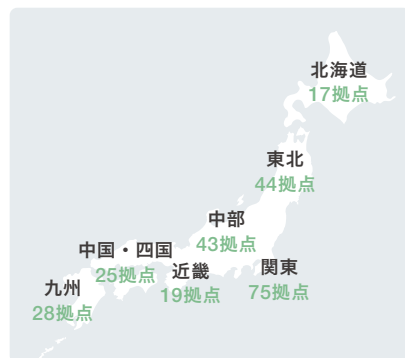 北海道
17拠点
東北
44拠点
中部
43拠点
中国・四国
25拠点
近畿
19拠点
関東
75拠点
九州
28拠点